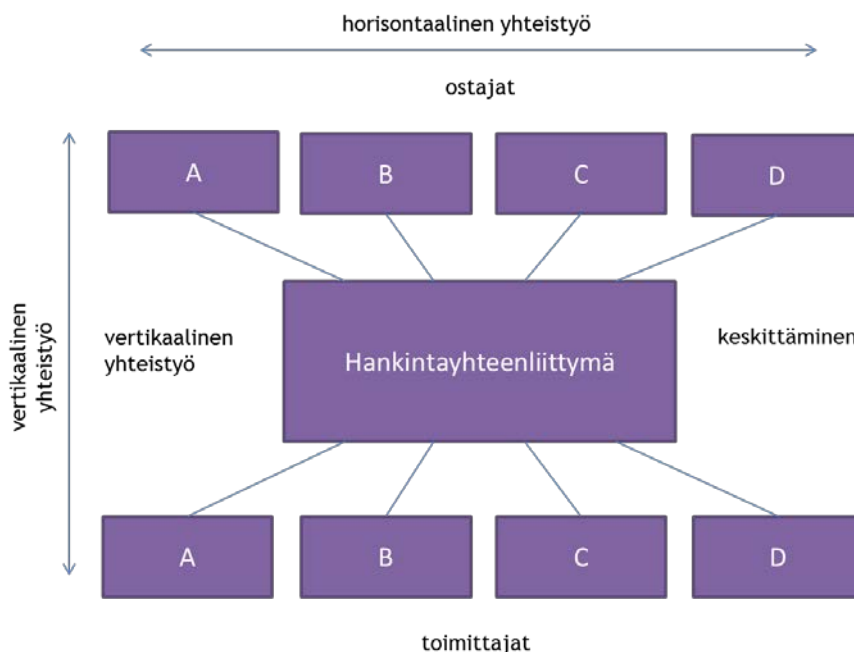 horisontaalinen yhteistyö
ostajat
A
B
C
D
vertikaalinen
yhteistyö
vertikaalinen
yhteistyö
Hankintayhteenliittymä
keskittäminen
A
B
C
D
toimittajat